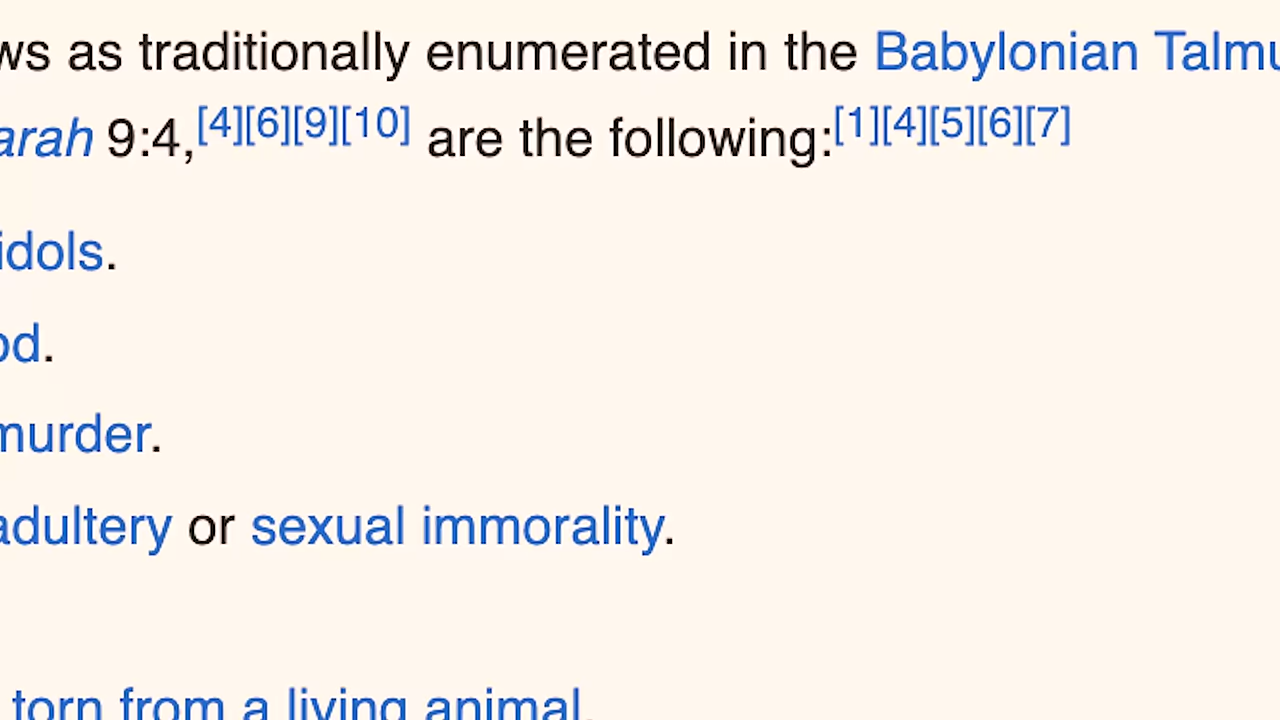 ws as traditionally enumerated in the Babylonian Talmu
arah 9:4,[4][6][9][10] are the following:[1][4][5][6][7]
idols.
od.
murder.
adultery or sexual immorality.
torn from a living animal.